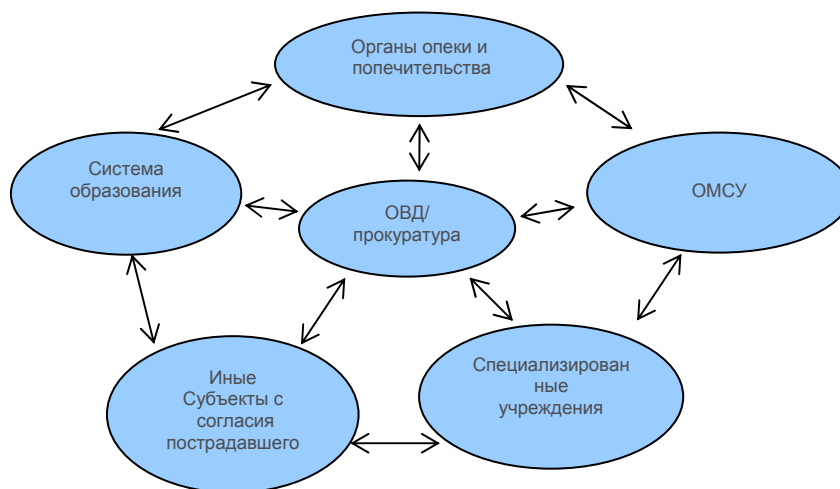 Органы опеки и
попечительства
Система
образования
ОМСУ
ОВД/
прокуратура
Иные
Субъекты с
согласия
пострадавшего
Специализирован
ные
учреждения